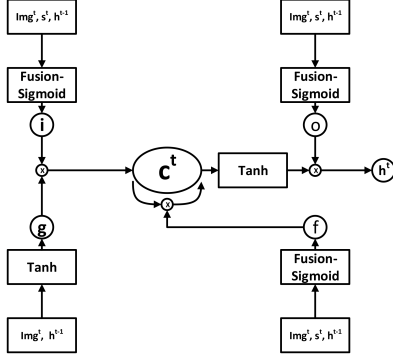 Imgᵗ, sᵗ, hᵗ⁻¹
Imgᵗ, sᵗ, hᵗ⁻¹
Fusion-
Sigmoid
Fusion-
Sigmoid
i
o
x
cᵗ
Tanh
x
hᵗ
x
g
f
Tanh
Fusion-
Sigmoid
Imgᵗ, hᵗ⁻¹
Imgᵗ, sᵗ, hᵗ⁻¹